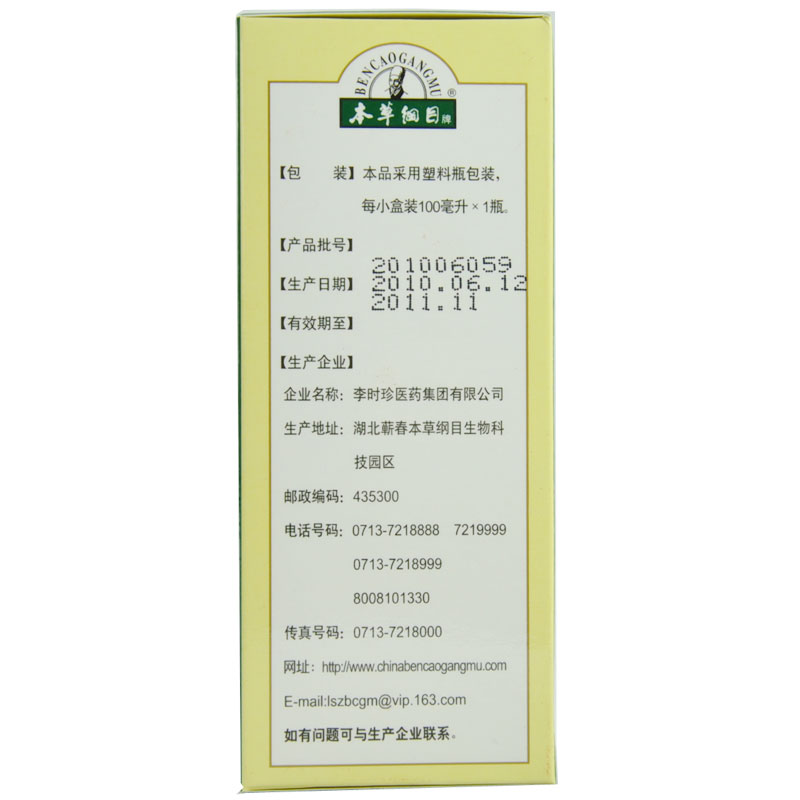 BENCAOGANGMU
本草纲目牌 ®
【包 装】本品采用塑料瓶包装，
每小盒装100毫升×1瓶。
【产品批号】
201006059
【生产日期】
2010.06.12
2011.11
【有效期至】
【生产企业】
企业名称：李时珍医药集团有限公司
生产地址：湖北蕲春本草纲目生物科
技园区
邮政编码：435300
电话号码：0713-7218888 7219999
0713-7218999
8008101330
传真号码：0713-7218000
网址：http://www.chinabencaogangmu.com
E-mail:lszbcgm@vip.163.com
如有问题可与生产企业联系。